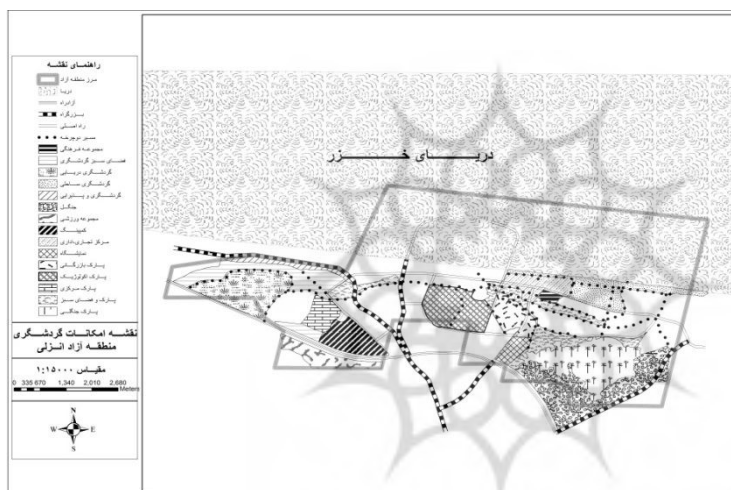 راهنمای نقشه
مرز منطقه آزاد
دریا
آزادراه
بزرگراه
راه اصلی
مسیر دوچرخه
مجموعه فرهنگی
فضای سبز گردشگری
گردشگری دریایی
گردشگری ساحلی
گردشگری و پذیرایی
جنگل
مجموعه ورزشی
کمپینگ
مرکز تجاری-اداری
نمایشگاه
پارک بازرگانی
پارک اکولوژیک
پارک مرکزی
پارک و فضای سبز
پارک جنگلی
نقشه امکانات گردشگری
منطقه آزاد انزلی
مقیاس ۱:۱۵۰۰۰
0 335 670 1,340 2,010 2,680
Meters
N
W E
S
دریای خزر